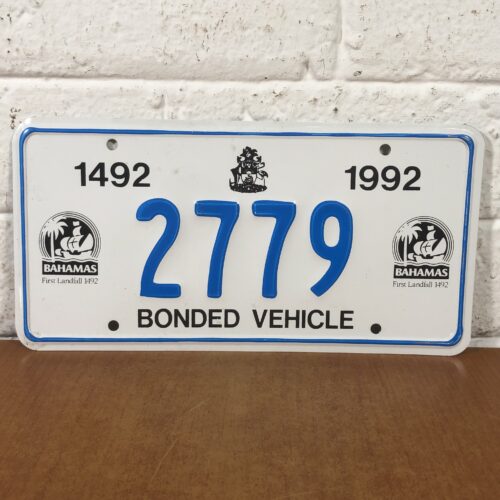 1492 1992
2779
BAHAMAS
First Landfall 1492
BAHAMAS
First Landfall 1492
BONDED VEHICLE